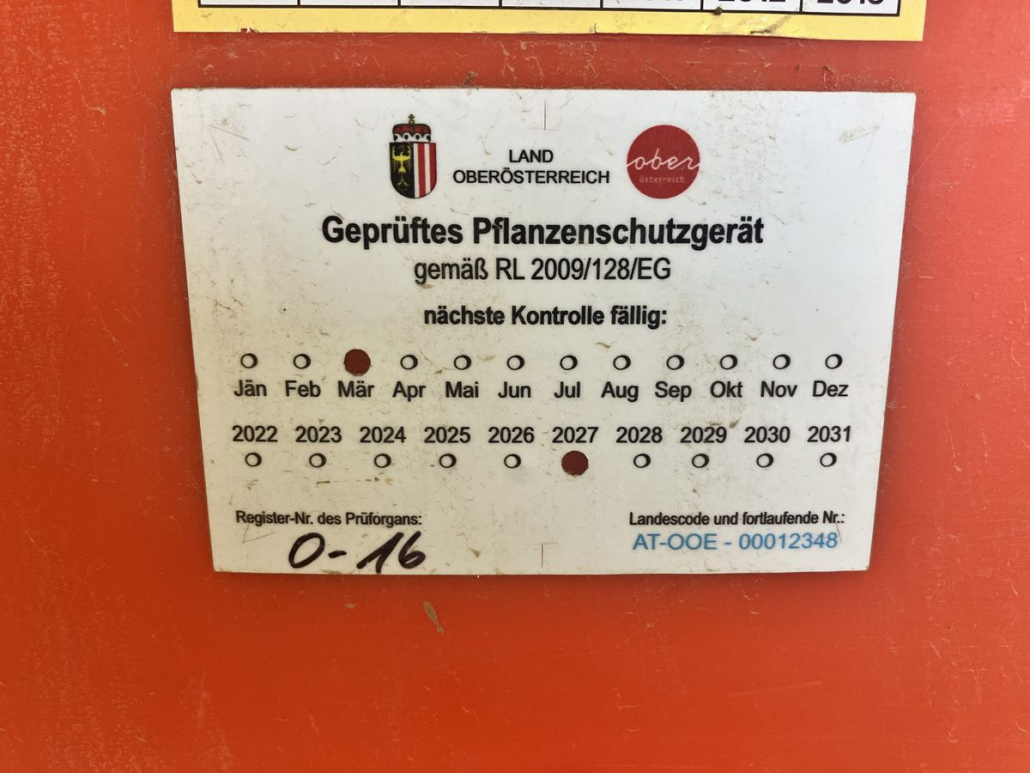 2012 2013
LAND
OBERÖSTERREICH
ober
österreich
Geprüftes Pflanzenschutzgerät
gemäß RL 2009/128/EG
nächste Kontrolle fällig:
Jän Feb Mär Apr Mai Jun Jul Aug Sep Okt Nov Dez
2022 2023 2024 2025 2026 2027 2028 2029 2030 2031
Register-Nr. des Prüforgans:
O-16
Landescode und fortlaufende Nr.:
AT-OOE - 00012348